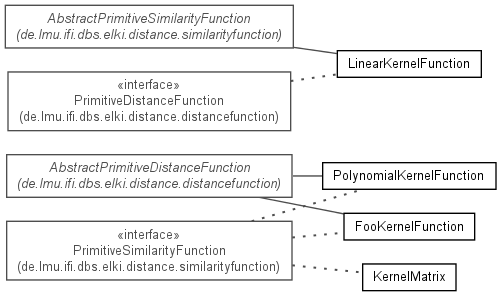 AbstractPrimitiveSimilarityFunction
(de.lmu.ifi.dbs.elki.distance.similarityfunction)
LinearKernelFunction
«interface»
PrimitiveDistanceFunction
(de.lmu.ifi.dbs.elki.distance.distancefunction)
AbstractPrimitiveDistanceFunction
(de.lmu.ifi.dbs.elki.distance.distancefunction)
PolynomialKernelFunction
FooKernelFunction
«interface»
PrimitiveSimilarityFunction
(de.lmu.ifi.dbs.elki.distance.similarityfunction)
KernelMatrix